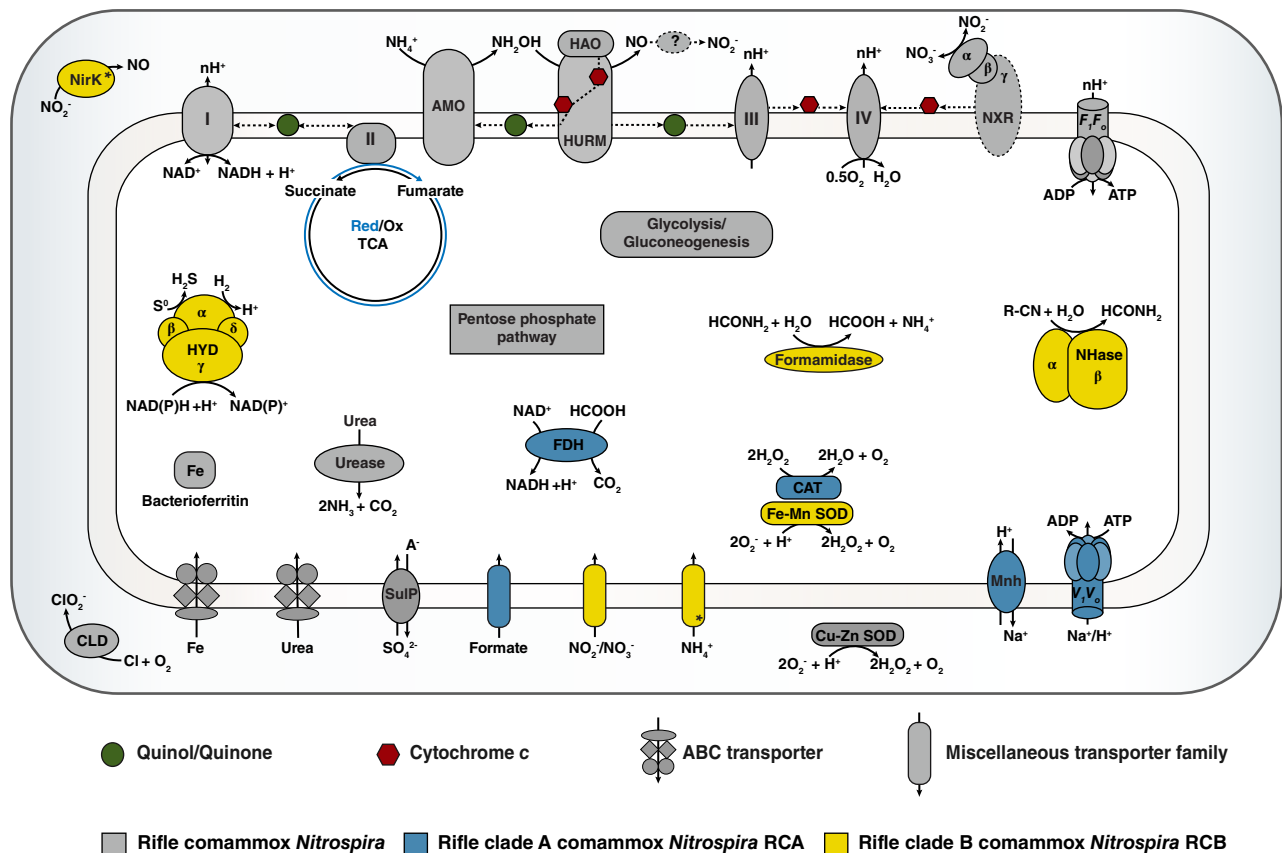 NirK*
NO
NO₂⁻
nH⁺
I
NAD⁺
NADH + H⁺
II
Succinate
Fumarate
Red/Ox
TCA
NH₄⁺
NH₂OH
AMO
HAO
HURM
NO
?
NO₂⁻
nH⁺
III
nH⁺
IV
0.5O₂
H₂O
NO₂⁻
NO₃⁻
α
β
γ
NXR
nH⁺
F₁Fₒ
ADP
ATP
Glycolysis/
Gluconeogenesis
H₂S
H₂
S⁰
H⁺
α
β
δ
HYD
γ
NAD(P)H +H⁺
NAD(P)⁺
Pentose phosphate
pathway
HCONH₂ + H₂O
HCOOH + NH₄⁺
Formamidase
R-CN + H₂O
HCONH₂
α
NHase
β
Fe
Bacterioferritin
Urea
Urease
2NH₃ + CO₂
NAD⁺
HCOOH
FDH
NADH +H⁺
CO₂
2H₂O₂
2H₂O + O₂
CAT
Fe-Mn SOD
2O₂⁻ + H⁺
2H₂O₂ + O₂
ClO₂⁻
CLD
Cl + O₂
Fe
Urea
A⁻
SulP
SO₄²⁻
Formate
NO₂⁻/NO₃⁻
*
NH₄⁺
Cu-Zn SOD
2O₂⁻ + H⁺
2H₂O₂ + O₂
H⁺
Mnh
Na⁺
ADP
ATP
V₁Vₒ
Na⁺/H⁺
Quinol/Quinone
Cytochrome c
ABC transporter
Miscellaneous transporter family
Rifle comammox Nitrospira
Rifle clade A comammox Nitrospira RCA
Rifle clade B comammox Nitrospira RCB